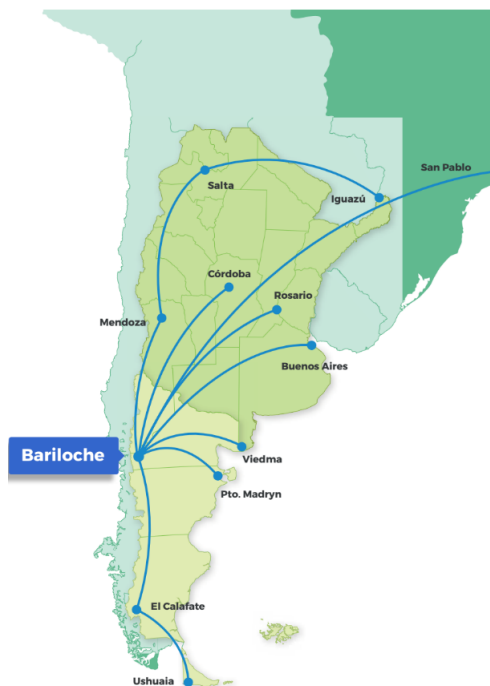 San Pablo
Salta
Iguazú
Córdoba
Rosario
Mendoza
Buenos Aires
Bariloche
Viedma
Pto. Madryn
El Calafate
Ushuaia